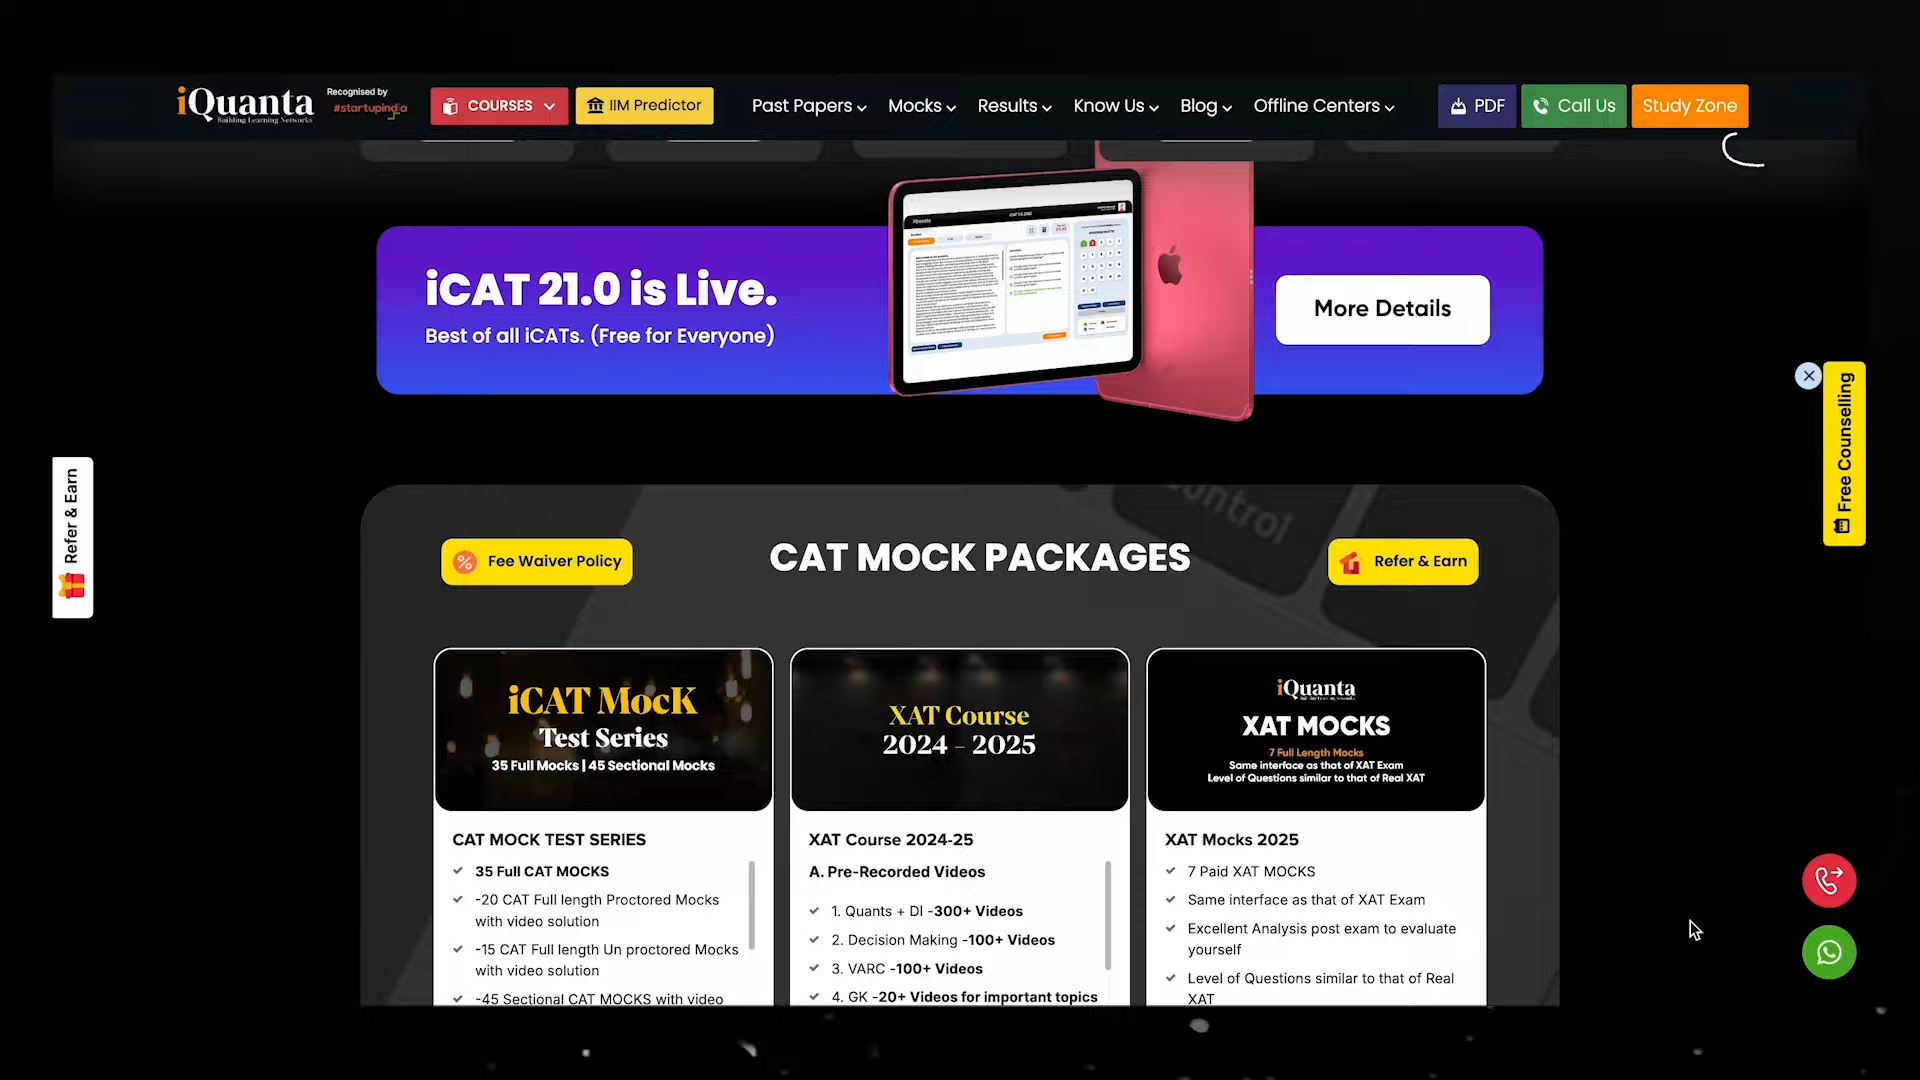 iQuanta
Building Learning Networks
Recognised by
#startupindia
COURSES
IIM Predictor
Past Papers
Mocks
Results
Know Us
Blog
Offline Centers
PDF
Call Us
Study Zone
iCAT 21.0 is Live.
Best of all iCATs. (Free for Everyone)
More Details
Refer & Earn
Free Counselling
control
Fee Waiver Policy
CAT MOCK PACKAGES
Refer & Earn
iCAT MocK
Test Series
35 Full Mocks | 45 Sectional Mocks
CAT MOCK TEST SERIES
35 Full CAT MOCKS
-20 CAT Full length Proctored Mocks
with video solution
-15 CAT Full length Un proctored Mocks
with video solution
-45 Sectional CAT MOCKS with video
XAT Course
2024 - 2025
XAT Course 2024-25
A. Pre-Recorded Videos
1. Quants + DI -300+ Videos
2. Decision Making -100+ Videos
3. VARC -100+ Videos
4. GK -20+ Videos for important topics
iQuanta
XAT MOCKS
7 Full Length Mocks
Same interface as that of XAT Exam
Level of Questions similar to that of Real XAT
XAT Mocks 2025
7 Paid XAT MOCKS
Same interface as that of XAT Exam
Excellent Analysis post exam to evaluate
yourself
Level of Questions similar to that of Real
XAT